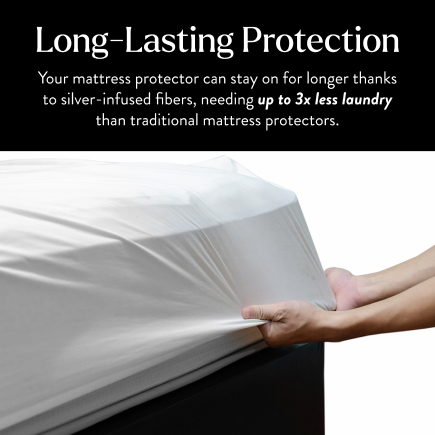 Long-Lasting Protection
Your mattress protector can stay on for longer thanks
to silver-infused fibers, needing up to 3x less laundry
than traditional mattress protectors.